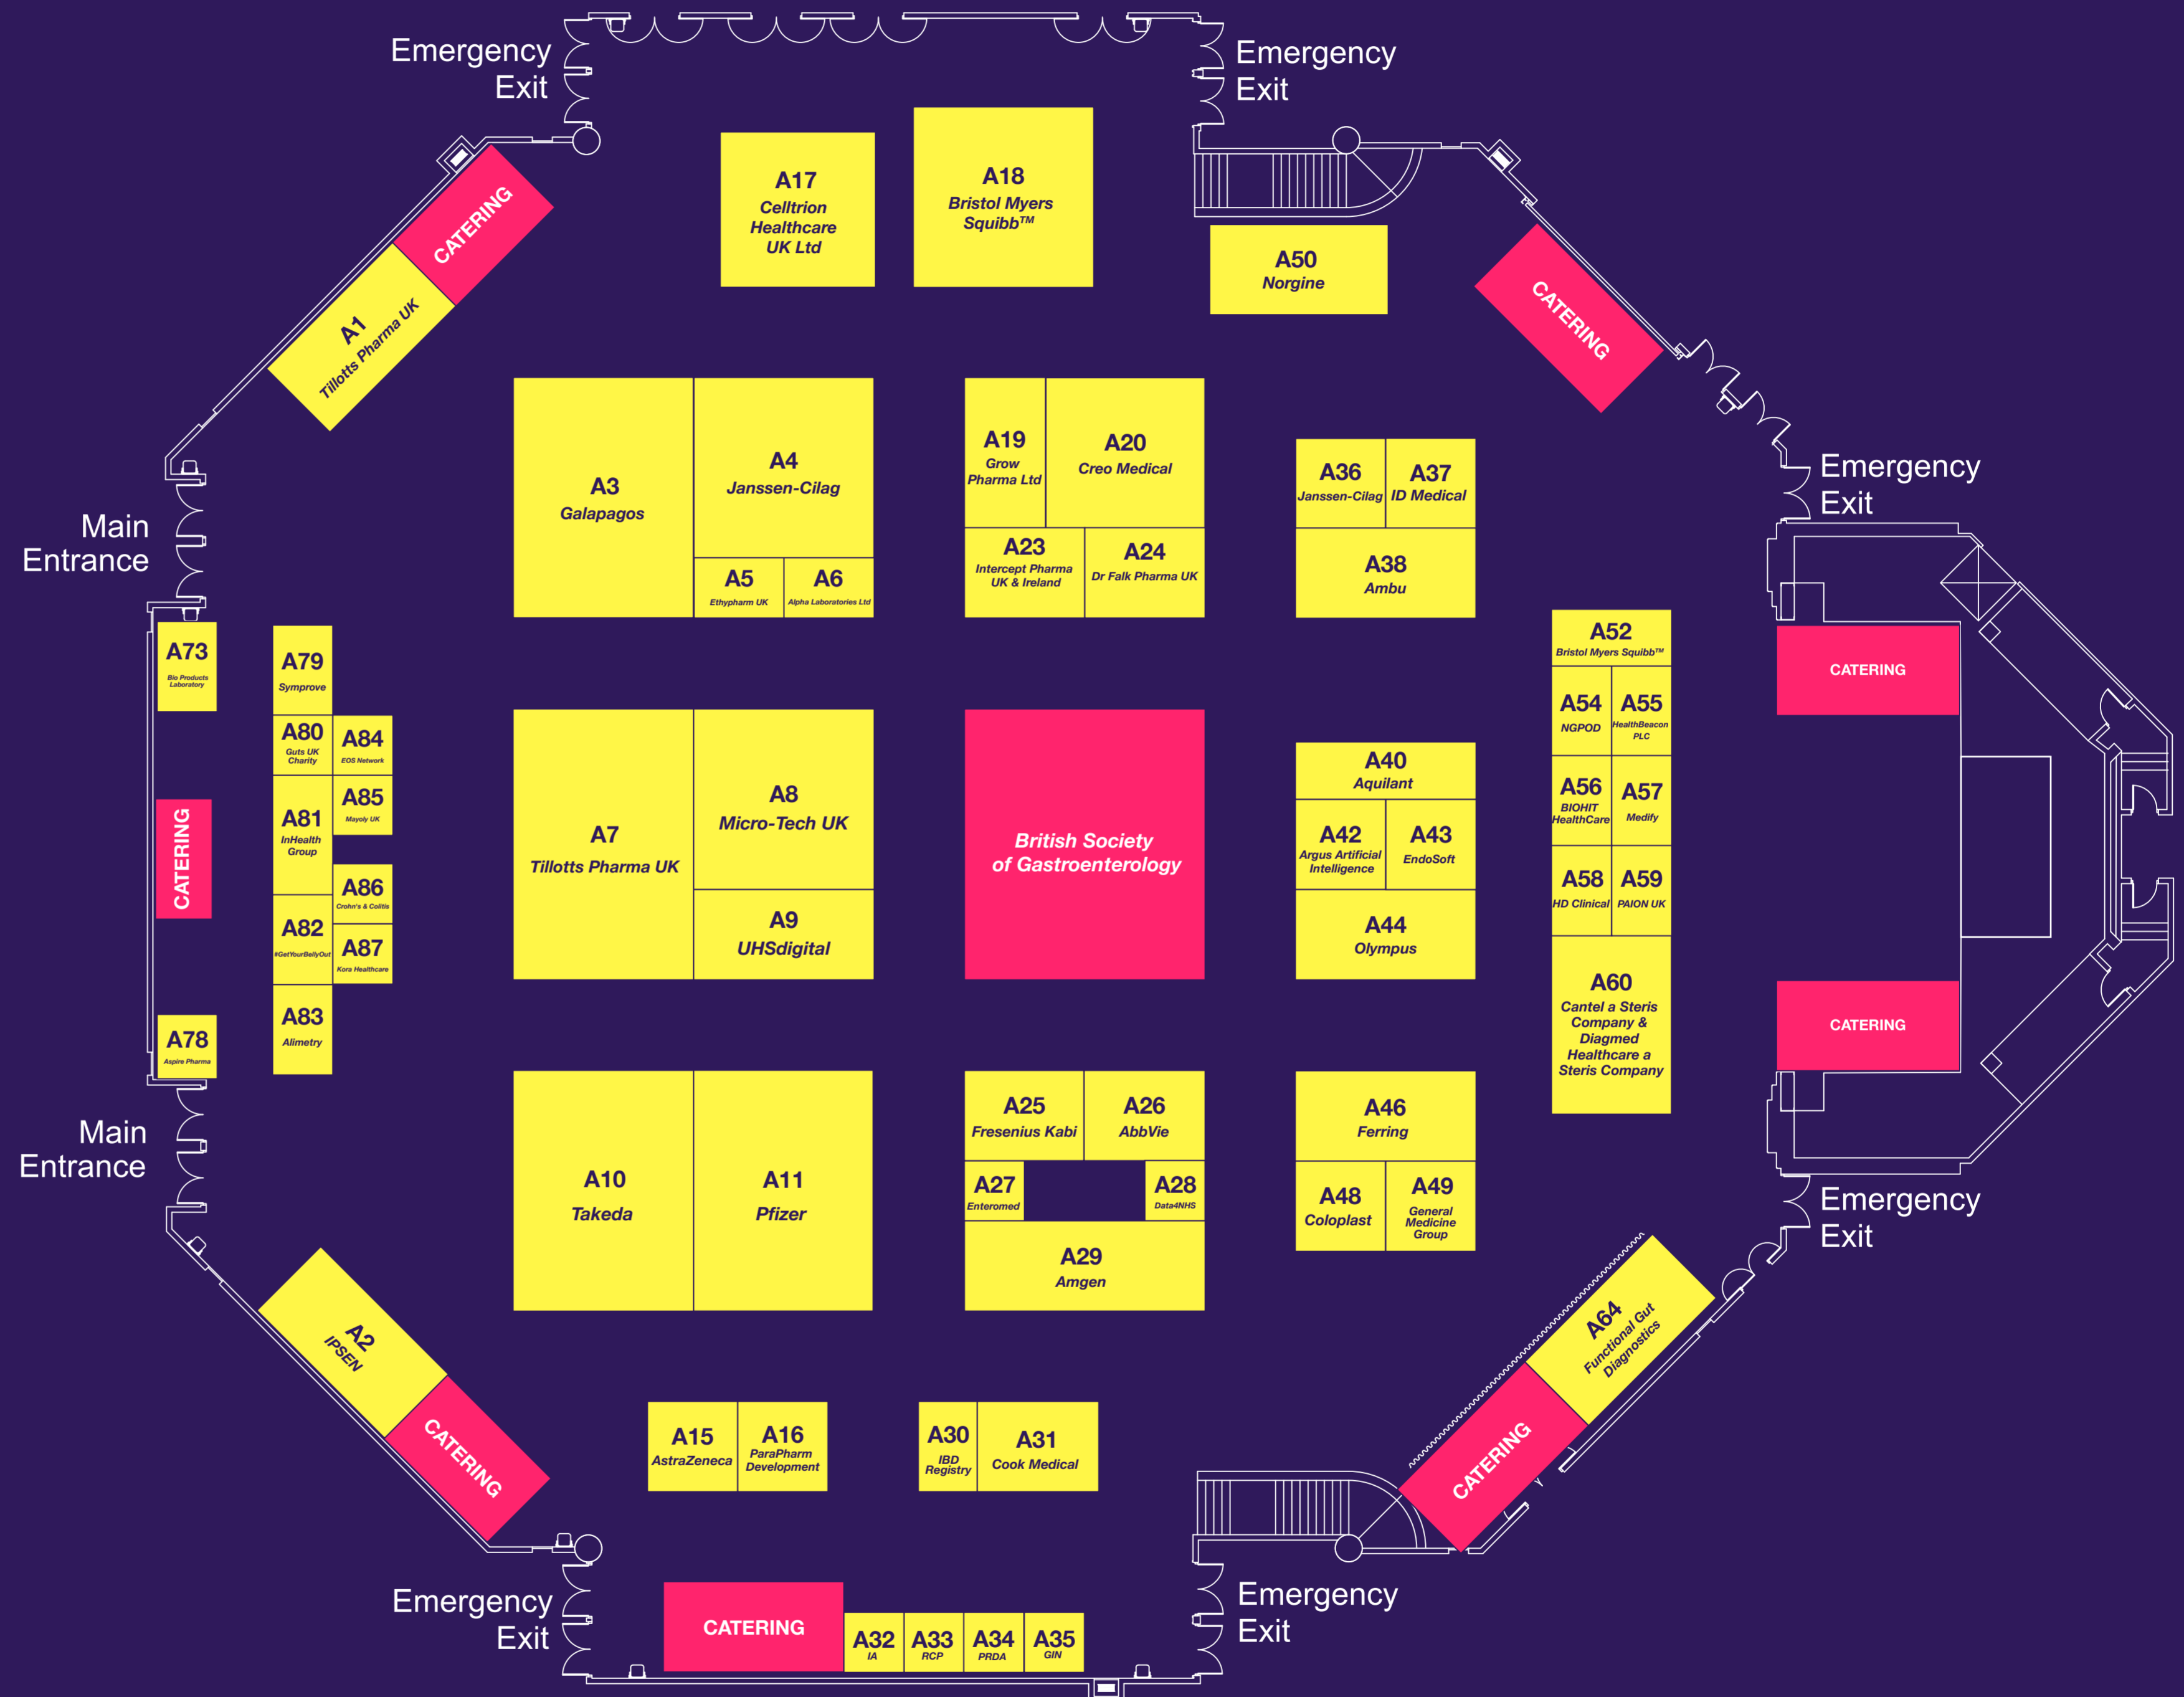 Emergency
Exit
Emergency
Exit
CATERING
A1
Tillotts Pharma UK
A17
Celltrion
Healthcare
UK Ltd
A18
Bristol Myers
Squibb™
A50
Norgine
CATERING
Main
Entrance
A3
Galapagos
A4
Janssen-Cilag
A5
Ethypharm UK
A6
Alpha Laboratories Ltd
A19
Grow
Pharma Ltd
A20
Creo Medical
A23
Intercept Pharma
UK & Ireland
A24
Dr Falk Pharma UK
A36
Janssen-Cilag
A37
ID Medical
A38
Ambu
Emergency
Exit
A73
Bio Products
Laboratory
CATERING
A78
Aspire Pharma
A79
Symprove
A80
Guts UK
Charity
A84
EOS Network
A81
InHealth
Group
A85
Mayoly UK
A86
Crohn's & Colitis
A82
#GetYourBellyOut
A87
Kora Healthcare
A83
Alimetry
A7
Tillotts Pharma UK
A8
Micro-Tech UK
A9
UHSdigital
British Society
of Gastroenterology
A40
Aquilant
A42
Argus Artificial
Intelligence
A43
EndoSoft
A44
Olympus
A52
Bristol Myers Squibb™
A54
NGPOD
A55
HealthBeacon
PLC
A56
BIOHIT
HealthCare
A57
Medify
A58
HD Clinical
A59
PAION UK
A60
Cantel a Steris
Company &
Diagmed
Healthcare a
Steris Company
CATERING
CATERING
Main
Entrance
A10
Takeda
A11
Pfizer
A25
Fresenius Kabi
A26
AbbVie
A27
Enteromed
A28
Data4NHS
A29
Amgen
A46
Ferring
A48
Coloplast
A49
General
Medicine
Group
Emergency
Exit
A2
IPSEN
CATERING
A64
Functional Gut
Diagnostics
CATERING
A15
AstraZeneca
A16
ParaPharm
Development
A30
IBD
Registry
A31
Cook Medical
Emergency
Exit
CATERING
A32
IA
A33
RCP
A34
PRDA
A35
GIN
Emergency
Exit